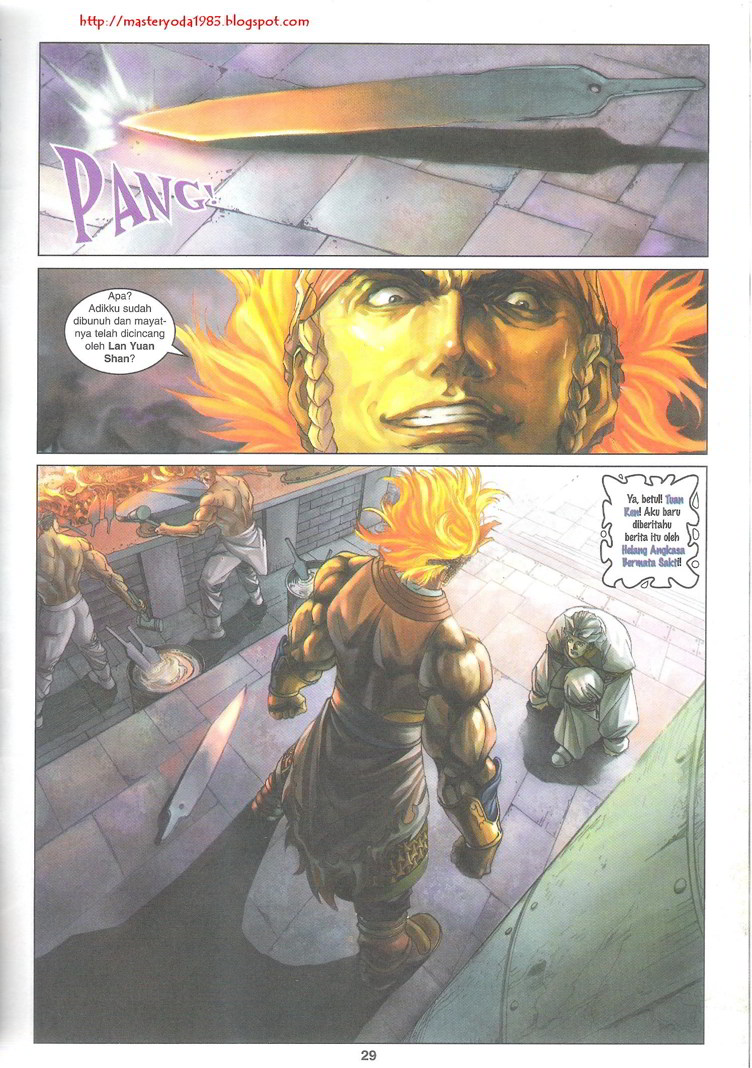 http://masteryoda1983.blogspot.com
PANG!
Apa?
Adikku sudah
dibunuh dan mayat-
nya telah dicincang
oleh Lan Yuan
Shan?
Ya, betul! Tuan
Ren! Aku baru
diberitahu
berita itu oleh
Helang Angkasa
Bermata Sakti!
29